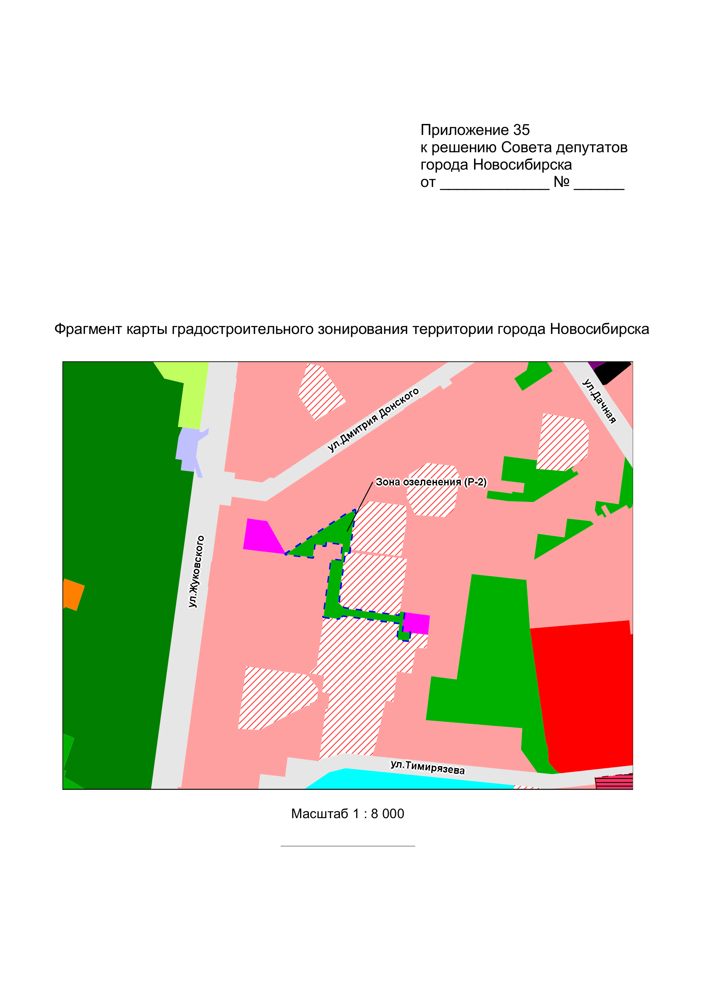 Приложение 35
к решению Совета депутатов
города Новосибирска
от _____________ № ______
Фрагмент карты градостроительного зонирования территории города Новосибирска
ул.Дачная
ул.Дмитрия Донского
Зона озеленения (Р-2)
ул.Жуковского
ул.Тимирязева
Масштаб 1 : 8 000